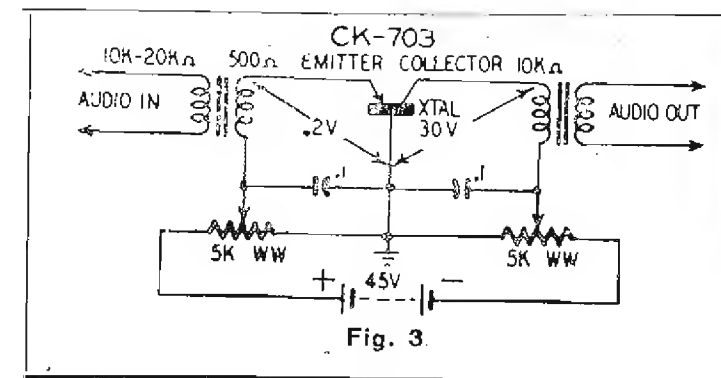 CK-703
10K-20KΩ 500Ω EMITTER COLLECTOR 10KΩ
AUDIO IN XTAL AUDIO OUT
.2V 30V
.1 .1
5K WW 5K WW
+ 45V −
Fig. 3.